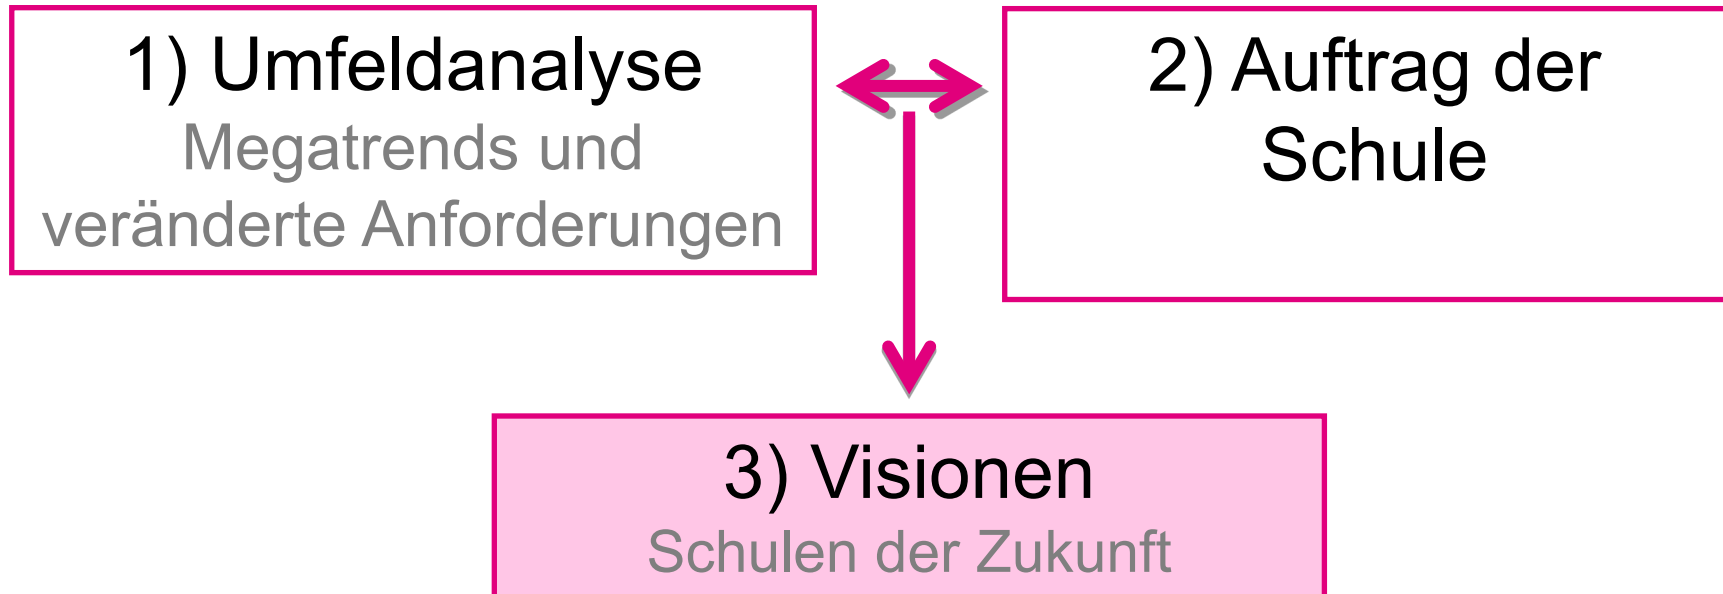 1) Umfeldanalyse
Megatrends und
veränderte Anforderungen
2) Auftrag der
Schule
3) Visionen
Schulen der Zukunft